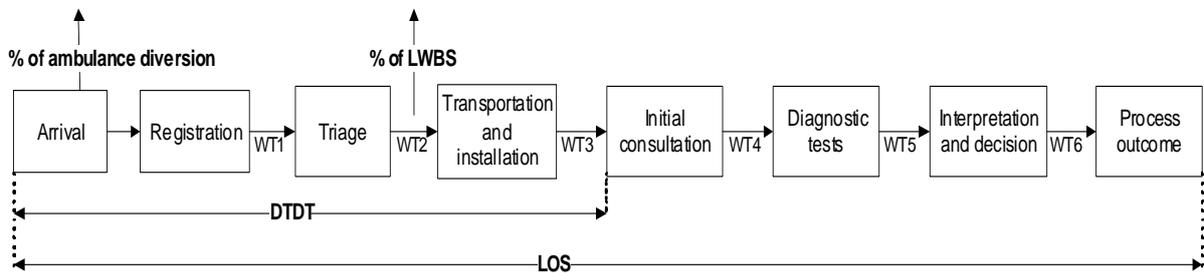 % of ambulance diversion
% of LWBS
Arrival
Registration
WT1
Triage
WT2
Transportation
and
installation
WT3
Initial
consultation
WT4
Diagnostic
tests
WT5
Interpretation
and decision
WT6
Process
outcome
DTDT
LOS